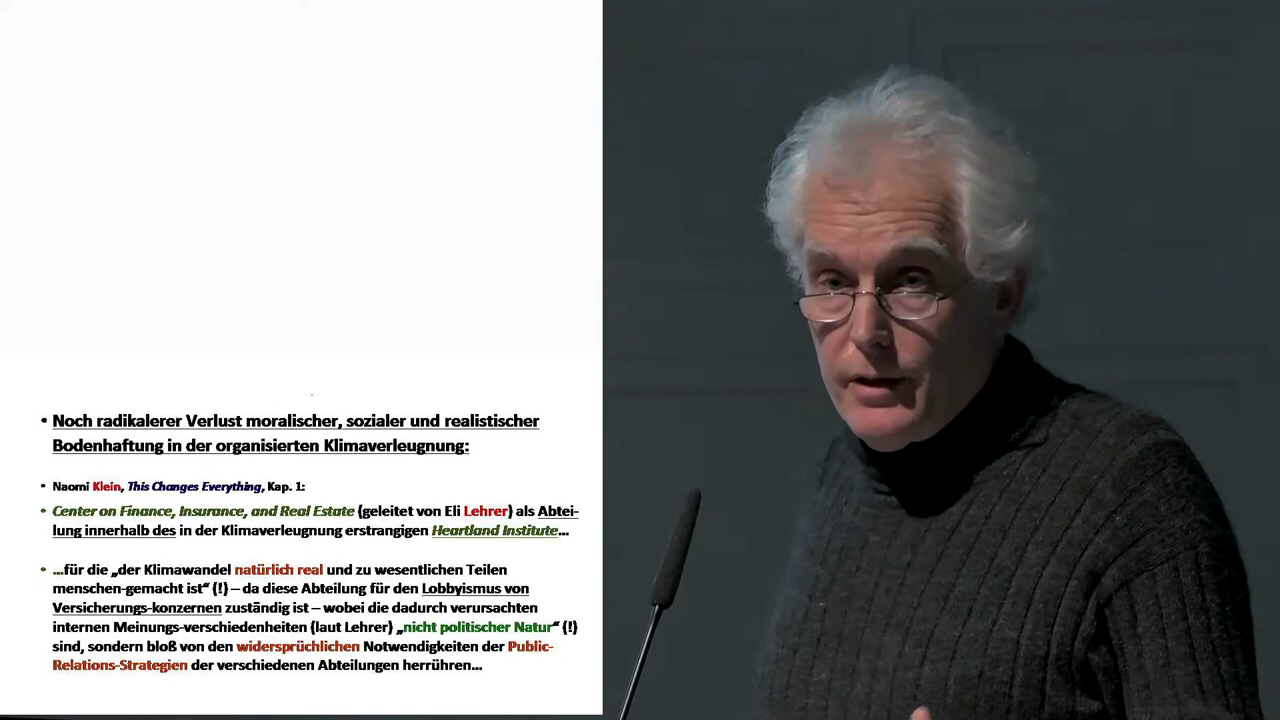 • Noch radikalerer Verlust moralischer, sozialer und realistischer
Bodenhaftung in der organisierten Klimaverleugnung:
• Naomi Klein, This Changes Everything, Kap. 1:
• Center on Finance, Insurance, and Real Estate (geleitet von Eli Lehrer) als Abtei-
lung innerhalb des in der Klimaverleugnung erstrangigen Heartland Institute...
• ...für die „der Klimawandel natürlich real und zu wesentlichen Teilen
menschen-gemacht ist“ (!) – da diese Abteilung für den Lobbyismus von
Versicherungs-konzernen zuständig ist – wobei die dadurch verursachten
internen Meinungs-verschiedenheiten (laut Lehrer) „nicht politischer Natur“ (!)
sind, sondern bloß von den widersprüchlichen Notwendigkeiten der Public-
Relations-Strategien der verschiedenen Abteilungen herrühren...